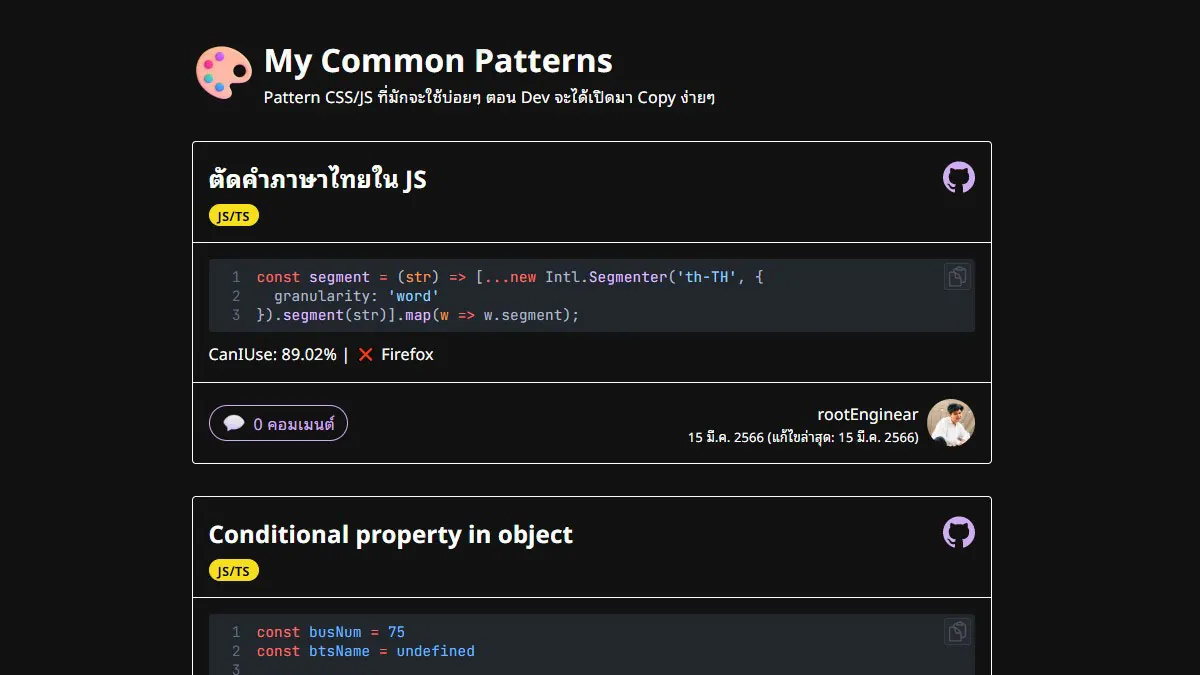 My Common Patterns
Pattern CSS/JS ที่มักจะใช้บ่อยๆ ตอน Dev จะได้เปิดมา Copy ง่ายๆ
ตัดคำภาษาไทยใน JS
JS/TS
1 const segment = (str) => [...new Intl.Segmenter('th-TH', {
2 granularity: 'word'
3 }).segment(str)].map(w => w.segment);
CanIUse: 89.02% | ❌ Firefox
💬 0 คอมเมนต์
rootEnginear
15 มี.ค. 2566 (แก้ไขล่าสุด: 15 มี.ค. 2566)
Conditional property in object
JS/TS
1 const busNum = 75
2 const btsName = undefined
3